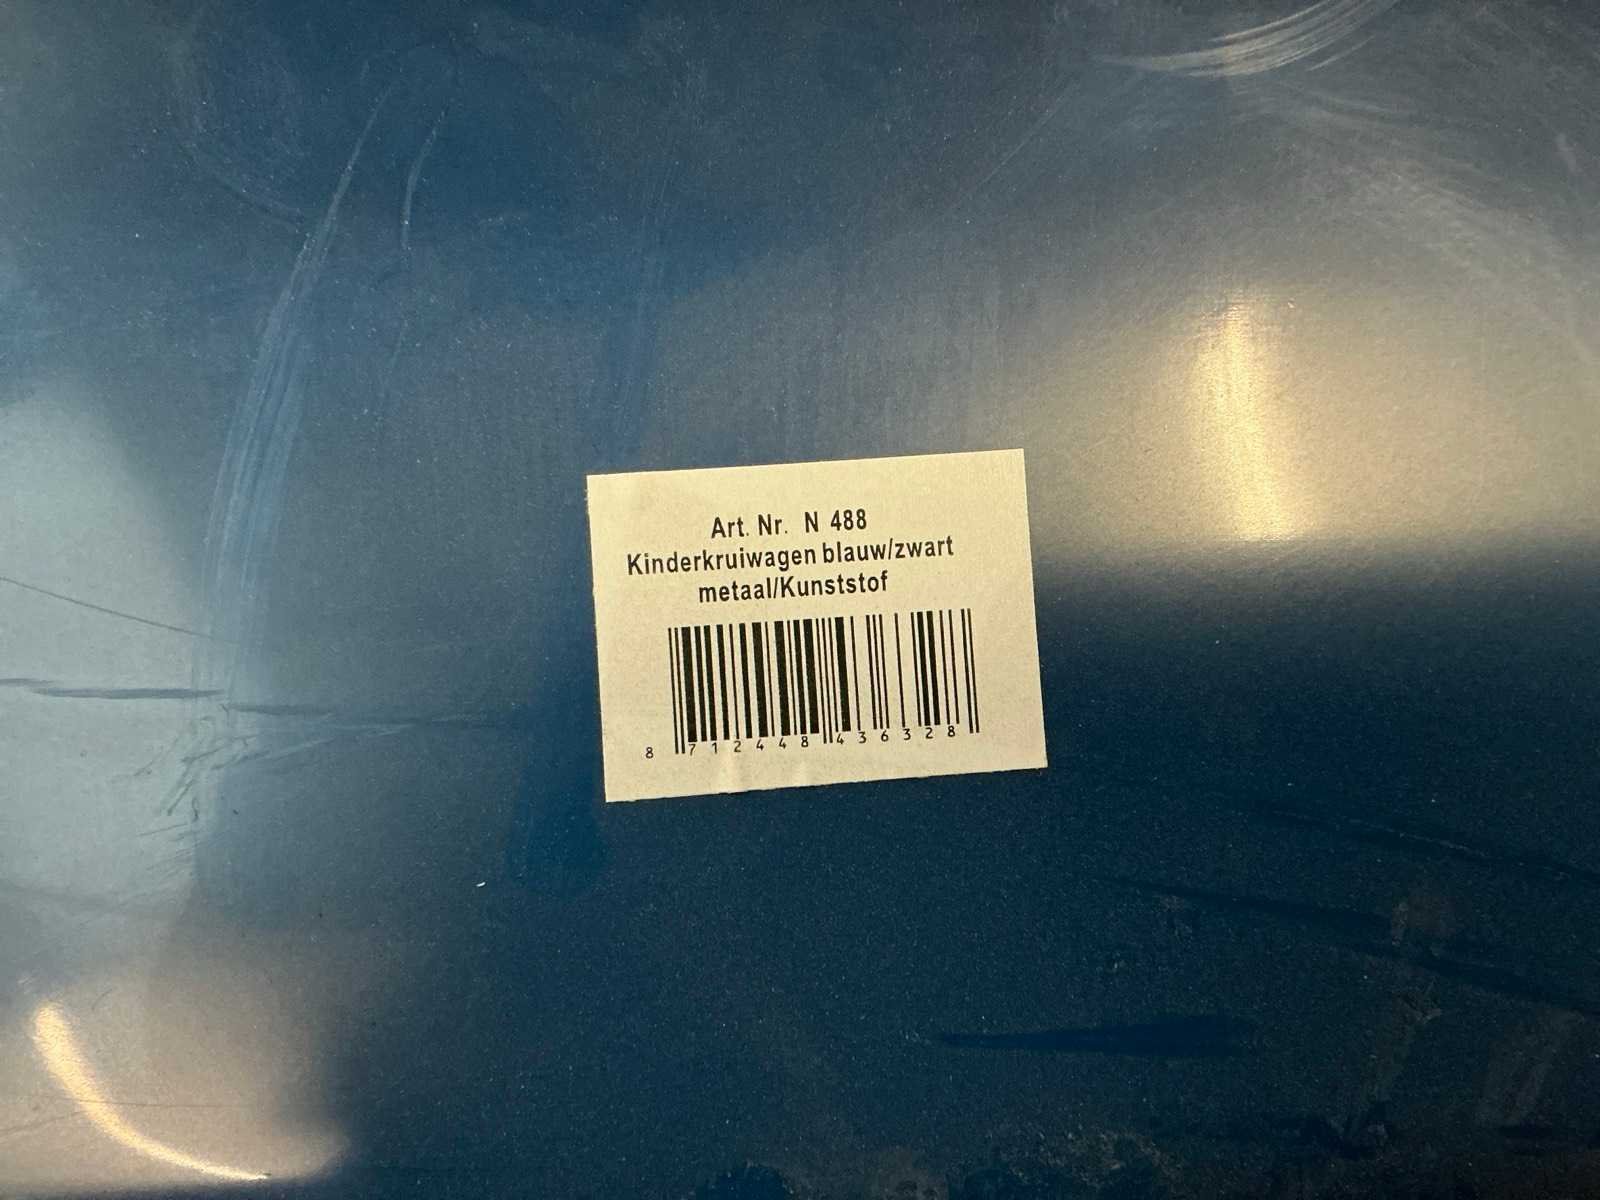 Art. Nr. N 488
Kinderkruiwagen blauw/zwart
metaal/Kunststof
8 712448 436328